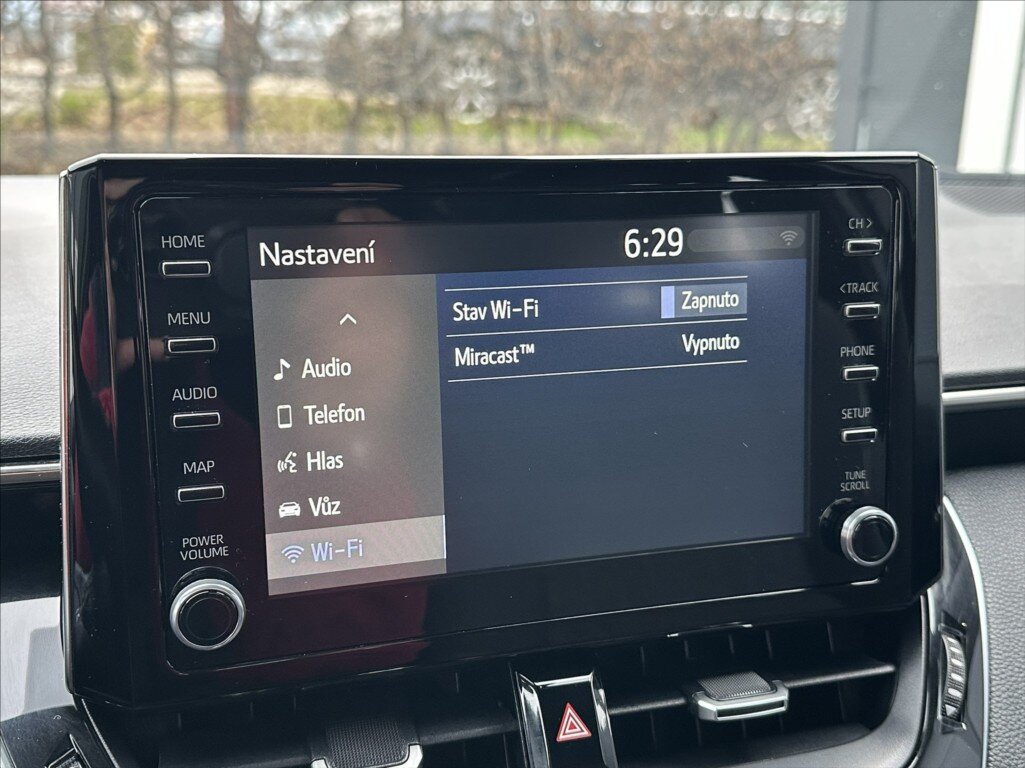 HOME
MENU
AUDIO
MAP
POWER
VOLUME
Nastavení
6:29
Audio
Telefon
Hlas
Vůz
Wi-Fi
Stav Wi-Fi
Zapnuto
Miracast™
Vypnuto
CH >
< TRACK
PHONE
SETUP
TUNE
SCROLL